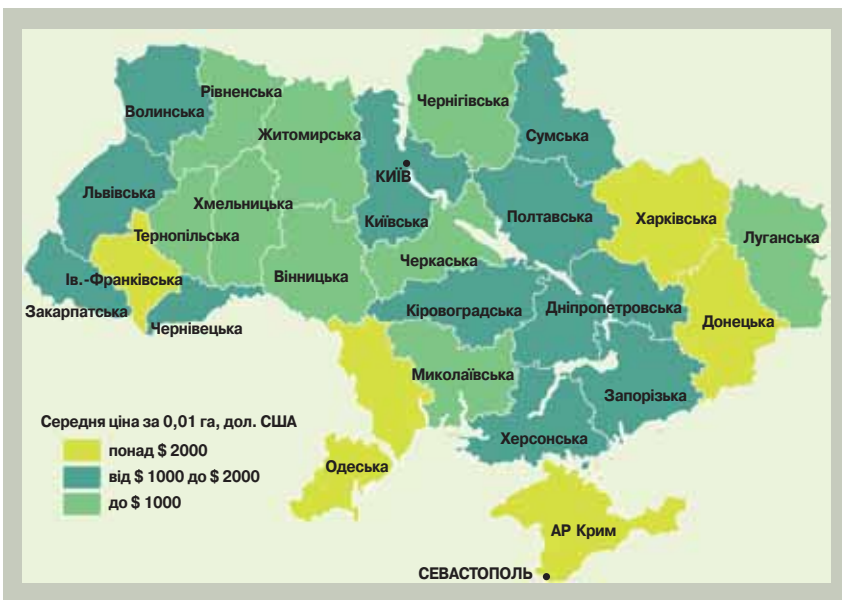 Рівненська
Волинська
Чернігівська
Житомирська
Сумська
КИЇВ
Львівська
Хмельницька
Київська
Полтавська
Харківська
Тернопільська
Луганська
Черкаська
Ів.-Франківська
Вінницька
Закарпатська
Кіровоградська
Дніпропетровська
Чернівецька
Донецька
Миколаївська
Запорізька
Херсонська
Середня ціна за 0,01 га, дол. США
понад $ 2000
від $ 1000 до $ 2000
до $ 1000
Одеська
АР Крим
СЕВАСТОПОЛЬ